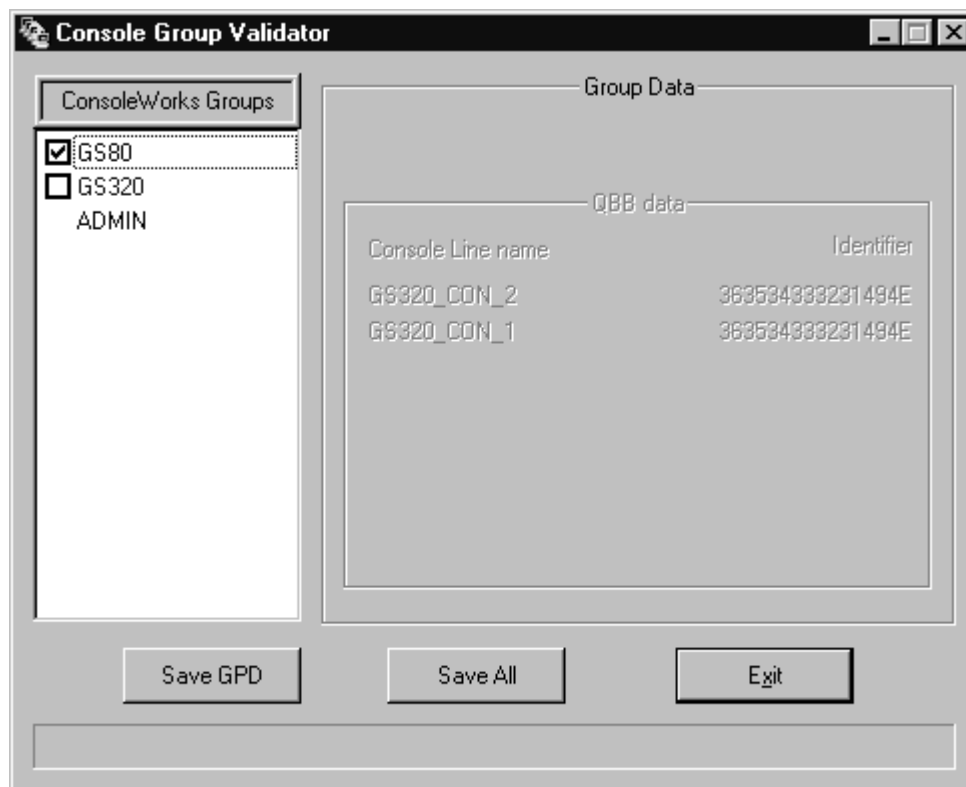 Console Group Validator
ConsoleWorks Groups
GS80
GS320
ADMIN
Group Data
QBB data
Console Line name Identifier
GS320_CON_2 363534333231494E
GS320_CON_1 363534333231494E
Save GPD
Save All
Exit